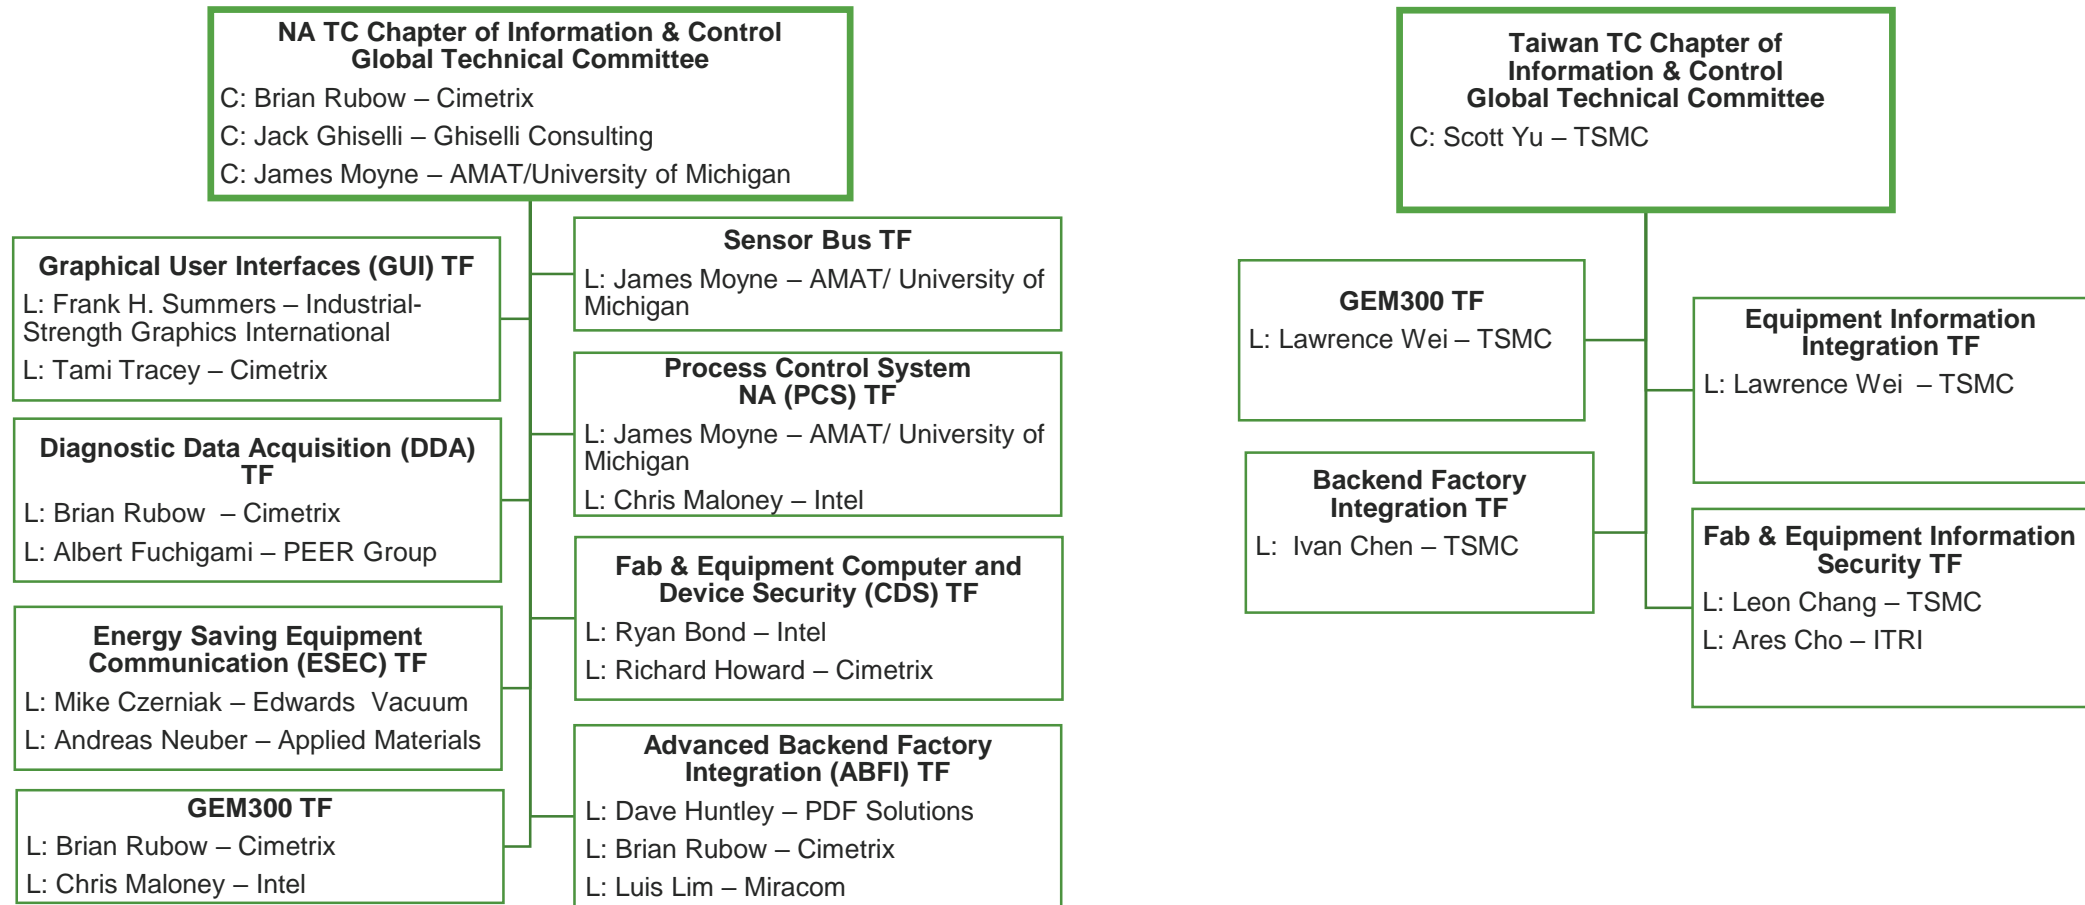 NA TC Chapter of Information & Control
Global Technical Committee
C: Brian Rubow – Cimetrix
C: Jack Ghiselli – Ghiselli Consulting
C: James Moyne – AMAT/University of Michigan
Graphical User Interfaces (GUI) TF
L: Frank H. Summers – Industrial-
Strength Graphics International
L: Tami Tracey – Cimetrix
Diagnostic Data Acquisition (DDA)
TF
L: Brian Rubow – Cimetrix
L: Albert Fuchigami – PEER Group
Energy Saving Equipment
Communication (ESEC) TF
L: Mike Czerniak – Edwards Vacuum
L: Andreas Neuber – Applied Materials
GEM300 TF
L: Brian Rubow – Cimetrix
L: Chris Maloney – Intel
Sensor Bus TF
L: James Moyne – AMAT/ University of
Michigan
Process Control System
NA (PCS) TF
L: James Moyne – AMAT/ University of
Michigan
L: Chris Maloney – Intel
Fab & Equipment Computer and
Device Security (CDS) TF
L: Ryan Bond – Intel
L: Richard Howard – Cimetrix
Advanced Backend Factory
Integration (ABFI) TF
L: Dave Huntley – PDF Solutions
L: Brian Rubow – Cimetrix
L: Luis Lim – Miracom
Taiwan TC Chapter of
Information & Control
Global Technical Committee
C: Scott Yu – TSMC
GEM300 TF
L: Lawrence Wei – TSMC
Backend Factory
Integration TF
L: Ivan Chen – TSMC
Equipment Information
Integration TF
L: Lawrence Wei – TSMC
Fab & Equipment Information
Security TF
L: Leon Chang – TSMC
L: Ares Cho – ITRI